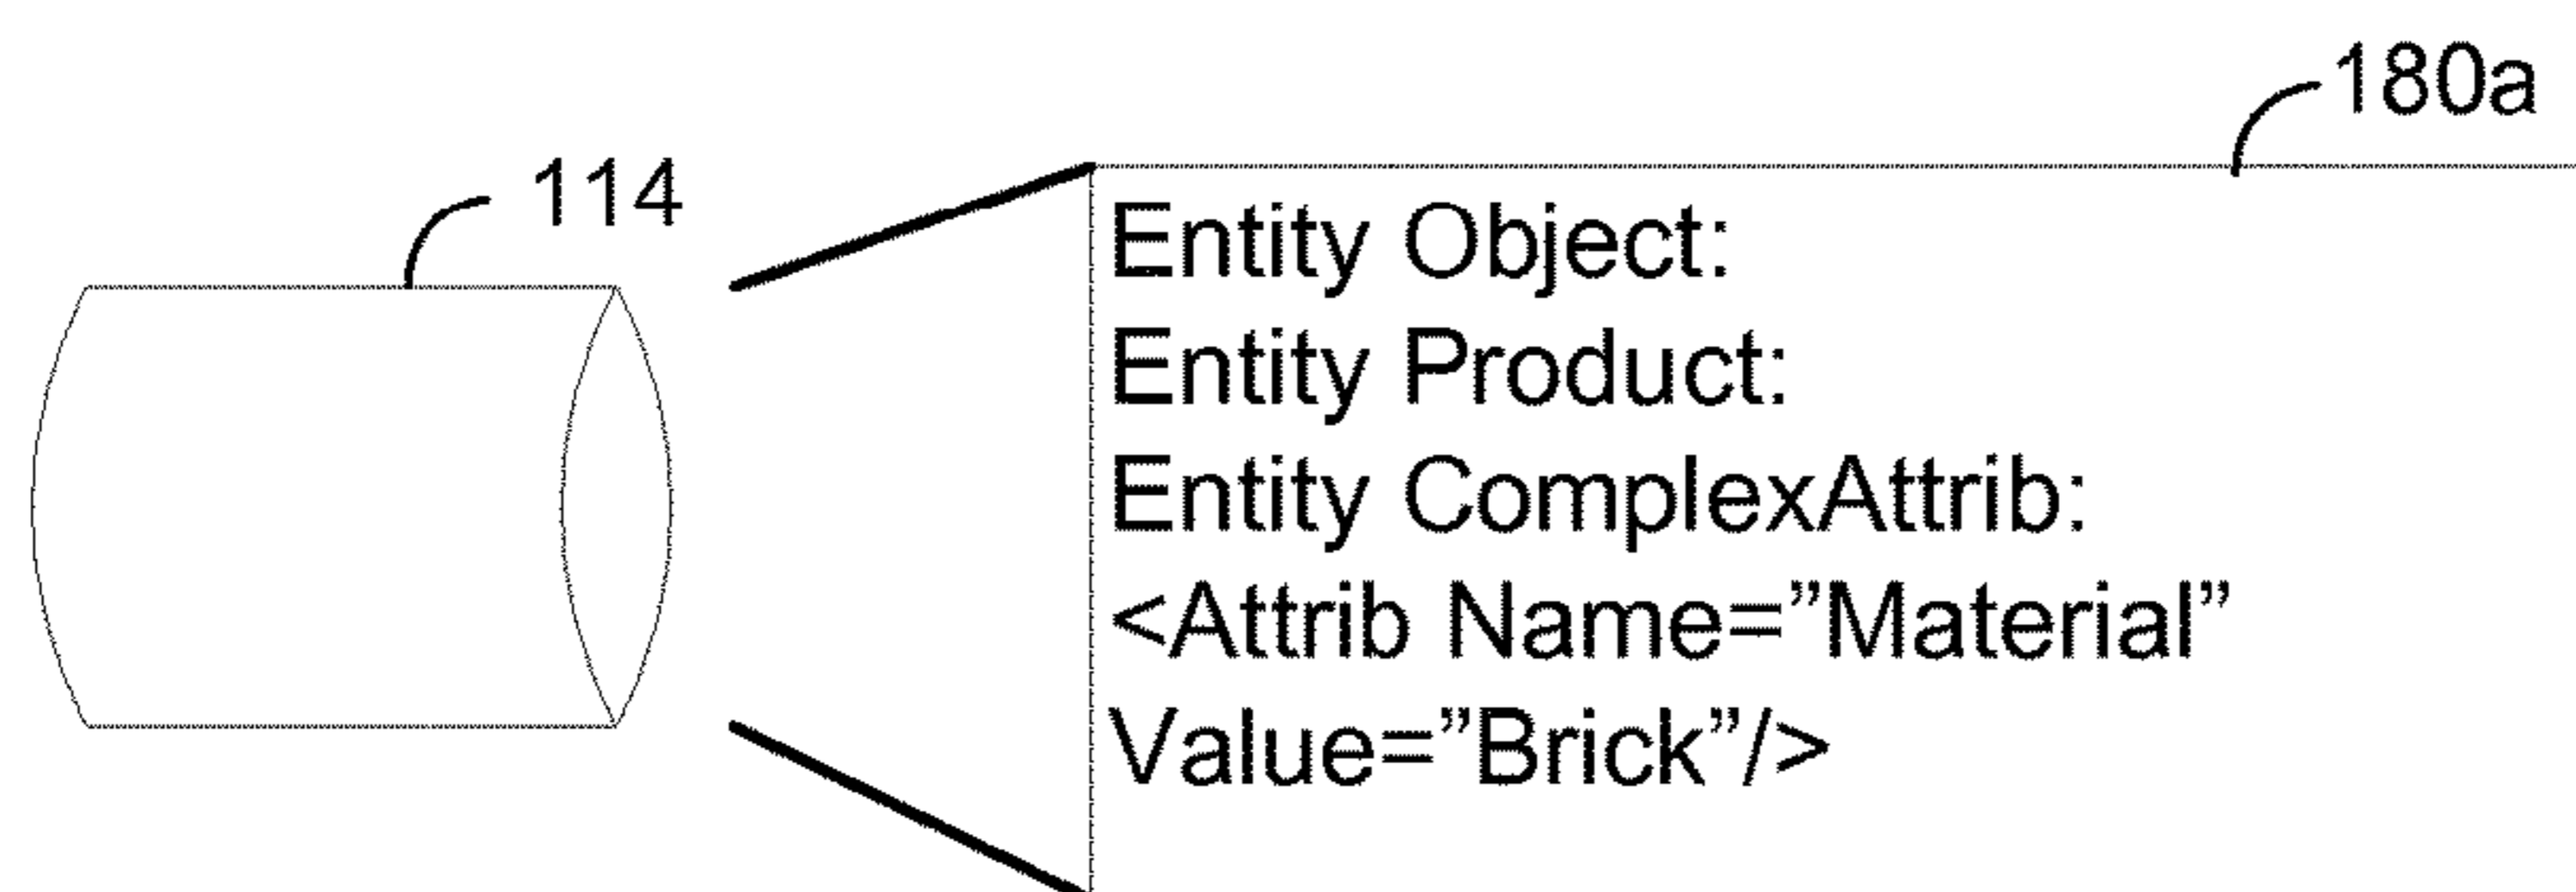 180a
114
Entity Object:
Entity Product:
Entity ComplexAttrib:
<Attrib Name=”Material”
Value=”Brick”/>